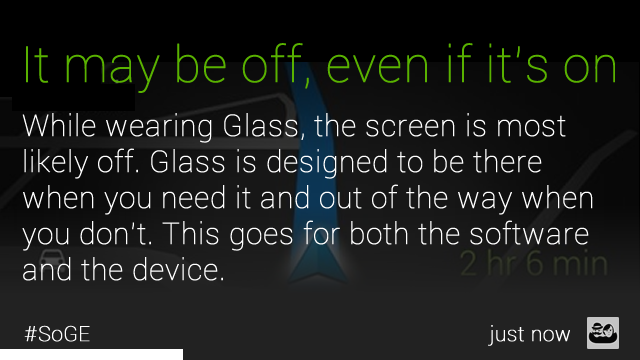 It may be off, even if it's on
While wearing Glass, the screen is most
likely off. Glass is designed to be there
when you need it and out of the way when
you don't. This goes for both the software
and the device.
2 hr 6 min
#SoGE
just now